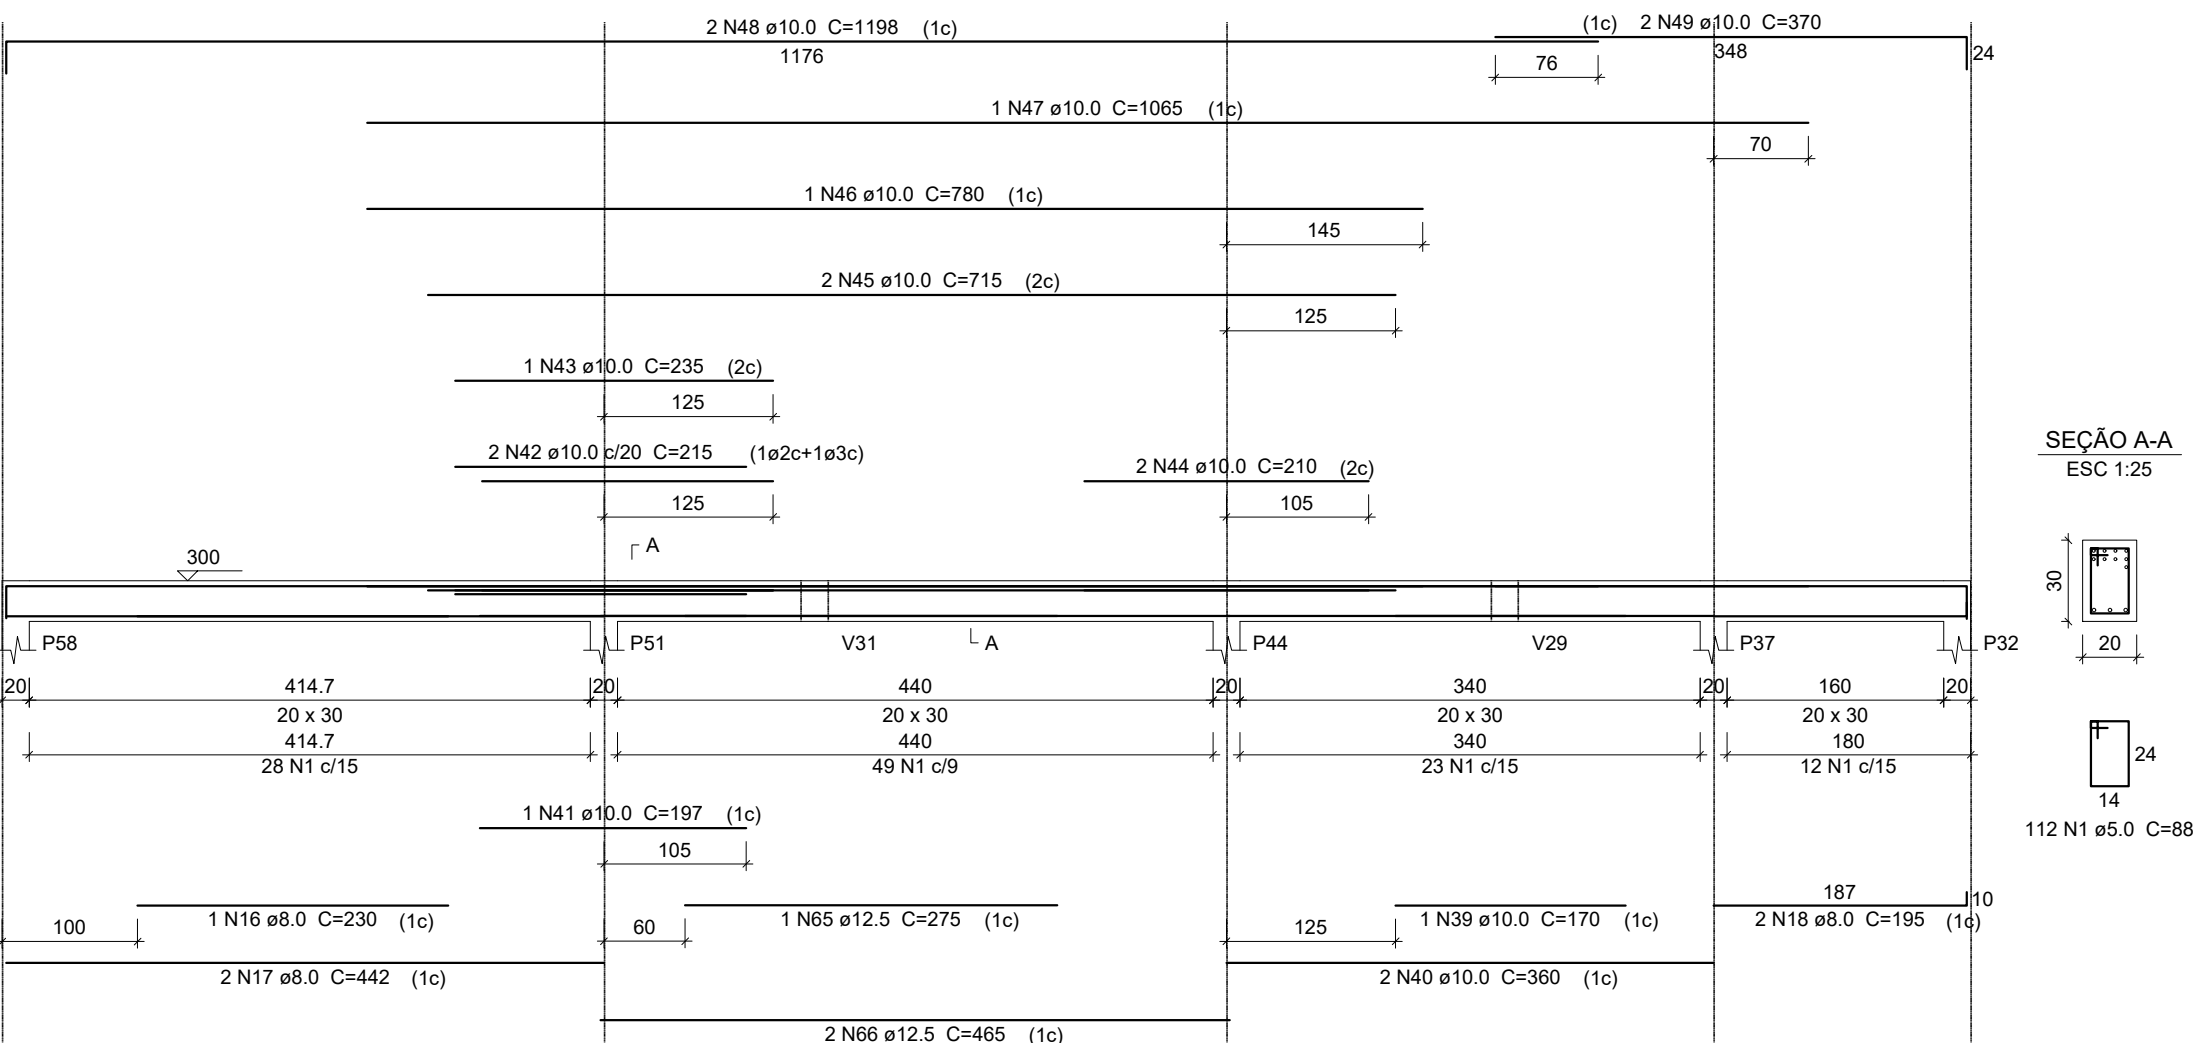 2 N48 ø10.0 C=1198 (1c)
(1c) 2 N49 ø10.0 C=370
1176
348
24
76
1 N47 ø10.0 C=1065 (1c)
70
1 N46 ø10.0 C=780 (1c)
145
2 N45 ø10.0 C=715 (2c)
125
1 N43 ø10.0 C=235 (2c)
125
2 N42 ø10.0 c/20 C=215 (1ø2c+1ø3c)
125
2 N44 ø10.0 C=210 (2c)
105
SEÇÃO A-A
ESC 1:25
A
300
30
20
P58
P51
V31
A
P44
V29
P37
P32
20 414.7 20 440 20 340 20 160 20
20 x 30 20 x 30 20 x 30 20 x 30
414.7 440 340 180
28 N1 c/15 49 N1 c/9 23 N1 c/15 12 N1 c/15
24
14
112 N1 ø5.0 C=88
1 N41 ø10.0 C=197 (1c)
105
187
10
1 N16 ø8.0 C=230 (1c)
1 N65 ø12.5 C=275 (1c)
1 N39 ø10.0 C=170 (1c)
2 N18 ø8.0 C=195 (1c)
100
60
125
2 N17 ø8.0 C=442 (1c)
2 N40 ø10.0 C=360 (1c)
2 N66 ø12.5 C=465 (1c)